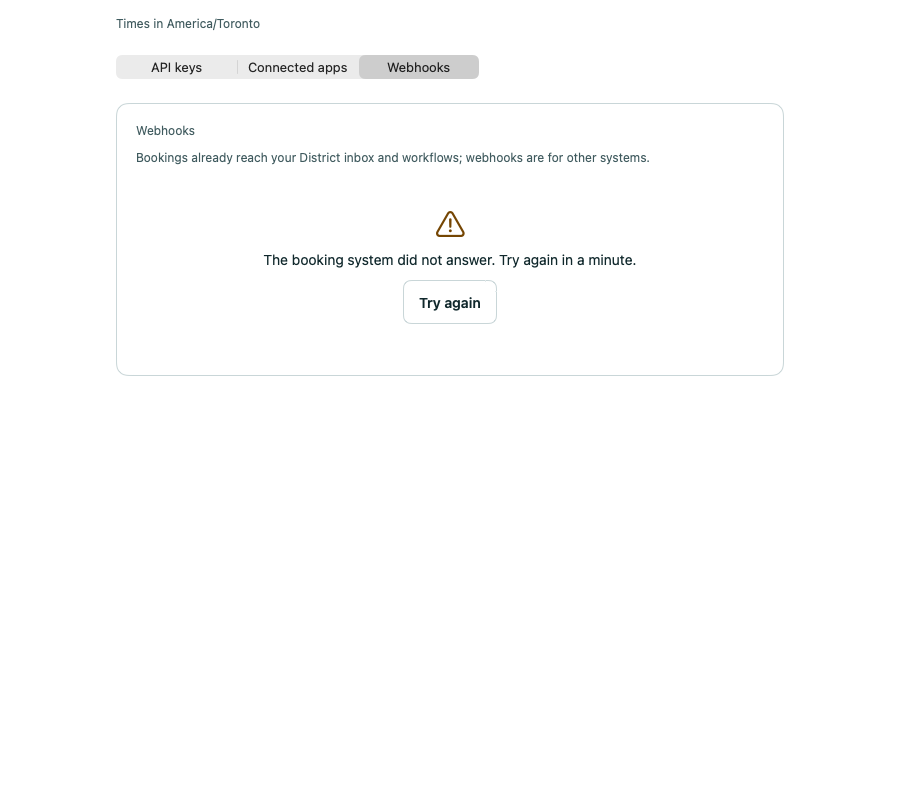 Times in America/Toronto
API keys
Connected apps
Webhooks
Webhooks
Bookings already reach your District inbox and workflows; webhooks are for other systems.
The booking system did not answer. Try again in a minute.
Try again